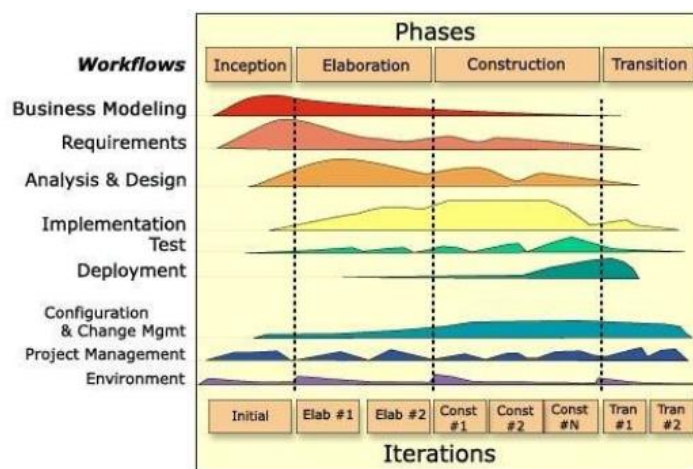 Phases
Workflows Inception Elaboration Construction Transition
Business Modeling
Requirements
Analysis & Design
Implementation
Test
Deployment
Configuration
& Change Mgmt
Project Management
Environment
Initial Elab #1 Elab #2 Const #1 Const #2 Const #N Tran #1 Tran #2
Iterations